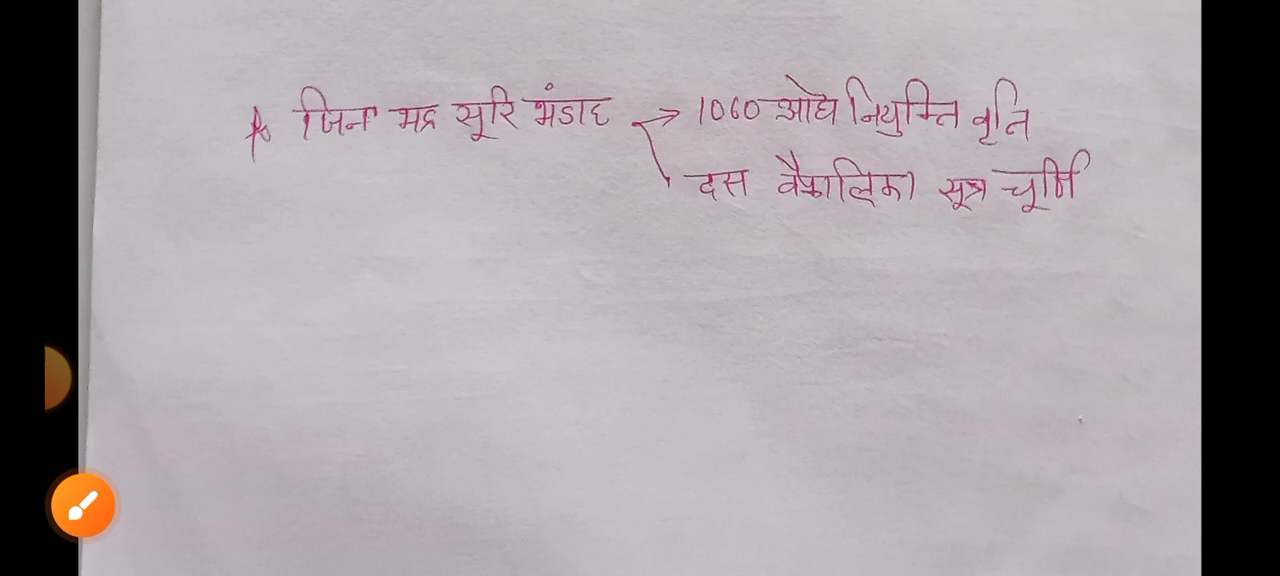 * जिन भद्र सूरि भंडार → 1060 ओघ नियुक्ति वृति
दस वैकालिका सूत्र चूर्णि